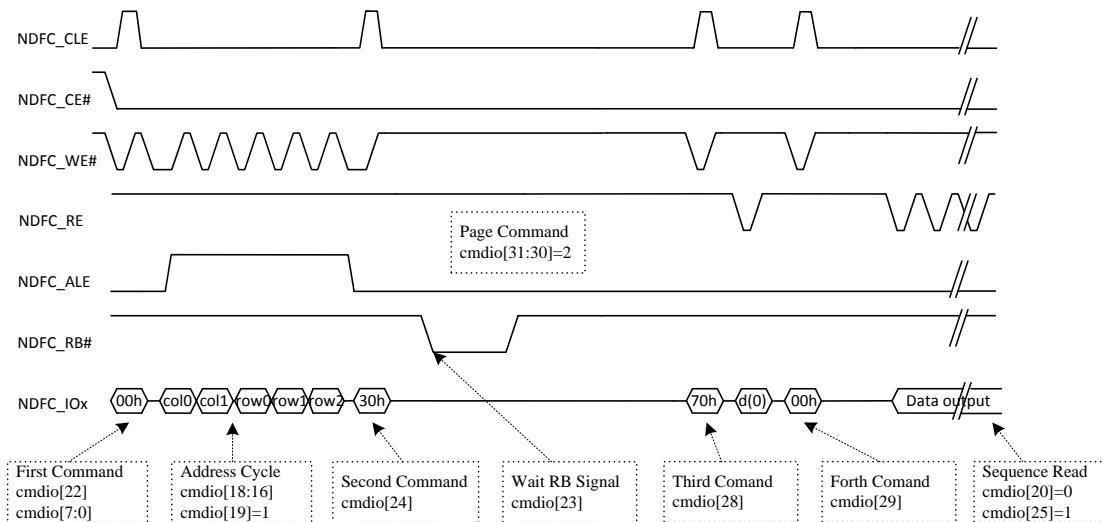 NDFC_CLE
NDFC_CE#
NDFC_WE#
NDFC_RE
Page Command
cmdio[31:30]=2
NDFC_ALE
NDFC_RB#
NDFC_IOx
00h col0 col1 row0 row1 row2 30h 70h d(0) 00h Data output
First Command
cmdio[22]
cmdio[7:0]
Address Cycle
cmdio[18:16]
cmdio[19]=1
Second Command
cmdio[24]
Wait RB Signal
cmdio[23]
Third Comand
cmdio[28]
Forth Comand
cmdio[29]
Sequence Read
cmdio[20]=0
cmdio[25]=1